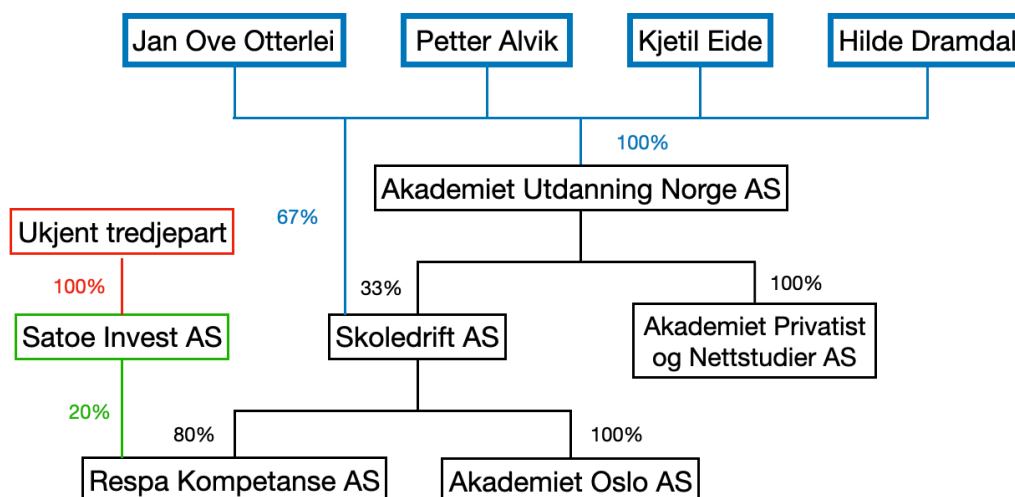 Jan Ove Otterlei
Petter Alvik
Kjetil Eide
Hilde Dramdal
100%
Akademiet Utdanning Norge AS
67%
Ukjent tredjepart
100%
33%
100%
Satoe Invest AS
Skoledrift AS
Akademiet Privatist
og Nettstudier AS
20%
80%
100%
Respa Kompetanse AS
Akademiet Oslo AS